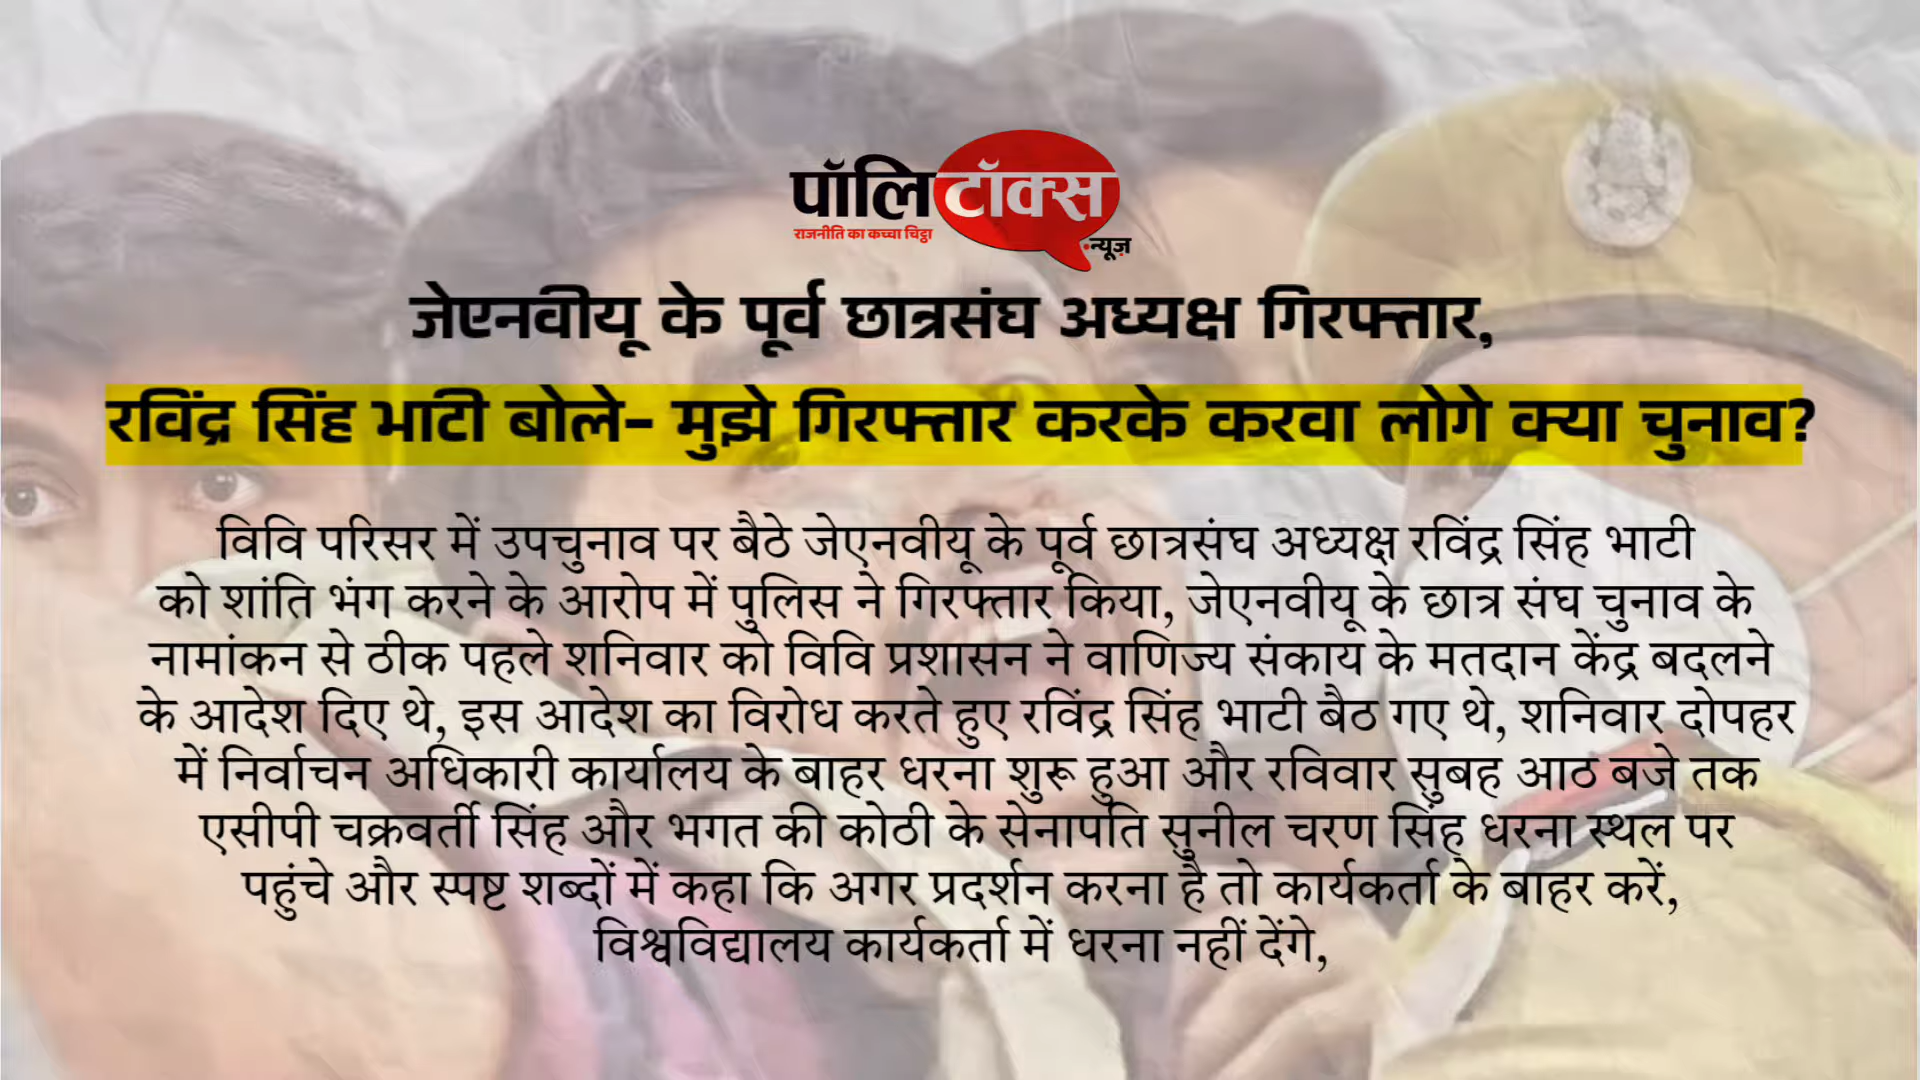 पॉलिटॉक्स
राजनीति का कच्चा चिट्ठा
न्यूज़
जेएनवीयू के पूर्व छात्रसंघ अध्यक्ष गिरफ्तार,
रविंद्र सिंह भाटी बोले- मुझे गिरफ्तार करके करवा लोगे क्या चुनाव?
विवि परिसर में उपचुनाव पर बैठे जेएनवीयू के पूर्व छात्रसंघ अध्यक्ष रविंद्र सिंह भाटी
को शांति भंग करने के आरोप में पुलिस ने गिरफ्तार किया, जेएनवीयू के छात्र संघ चुनाव के
नामांकन से ठीक पहले शनिवार को विवि प्रशासन ने वाणिज्य संकाय के मतदान केंद्र बदलने
के आदेश दिए थे, इस आदेश का विरोध करते हुए रविंद्र सिंह भाटी बैठ गए थे, शनिवार दोपहर
में निर्वाचन अधिकारी कार्यालय के बाहर धरना शुरू हुआ और रविवार सुबह आठ बजे तक
एसीपी चक्रवर्ती सिंह और भगत की कोठी के सेनापति सुनील चरण सिंह धरना स्थल पर
पहुंचे और स्पष्ट शब्दों में कहा कि अगर प्रदर्शन करना है तो कार्यकर्ता के बाहर करें,
विश्वविद्यालय कार्यकर्ता में धरना नहीं देंगे,